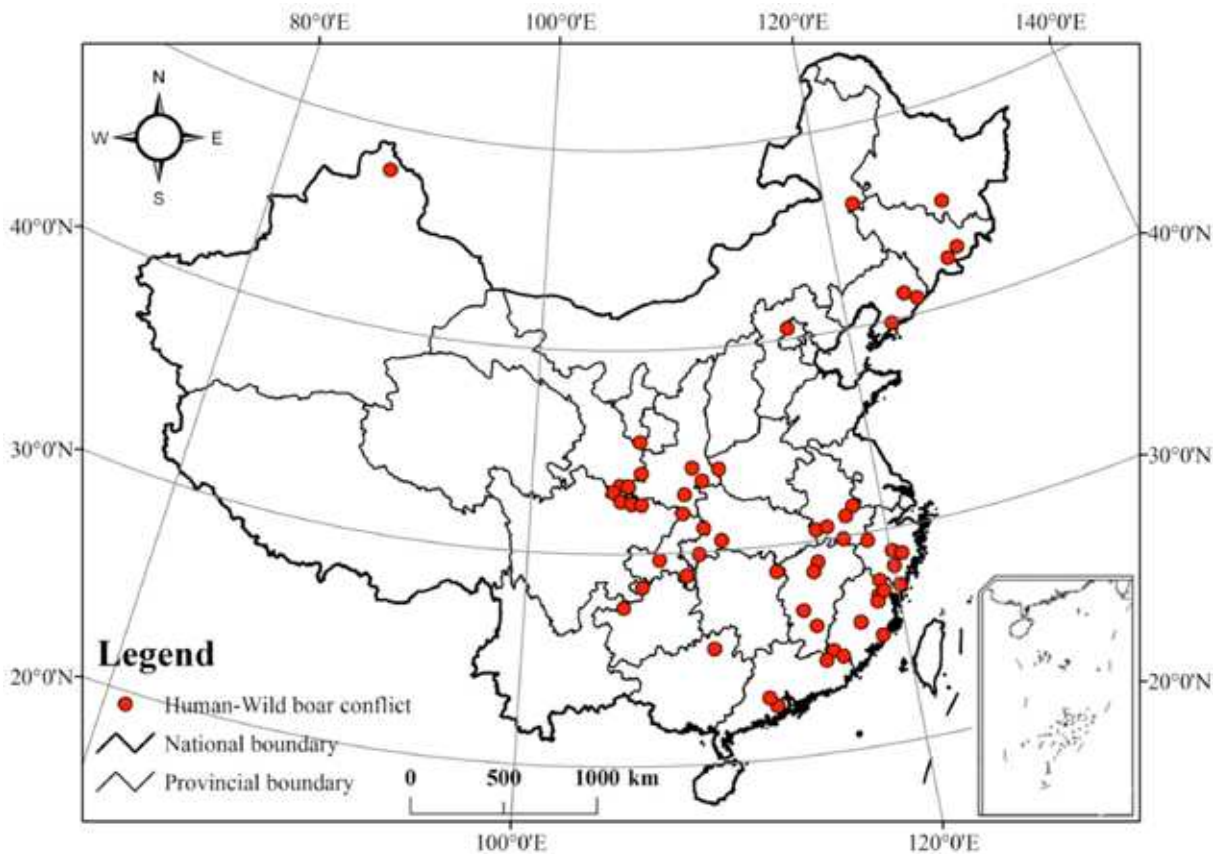 80°0'E 100°0'E 120°0'E 140°0'E
N
W E
S
40°0'N 40°0'N
30°0'N 30°0'N
20°0'N 20°0'N
Legend
Human-Wild boar conflict
National boundary
Provincial boundary
0 500 1000 km
100°0'E 120°0'E